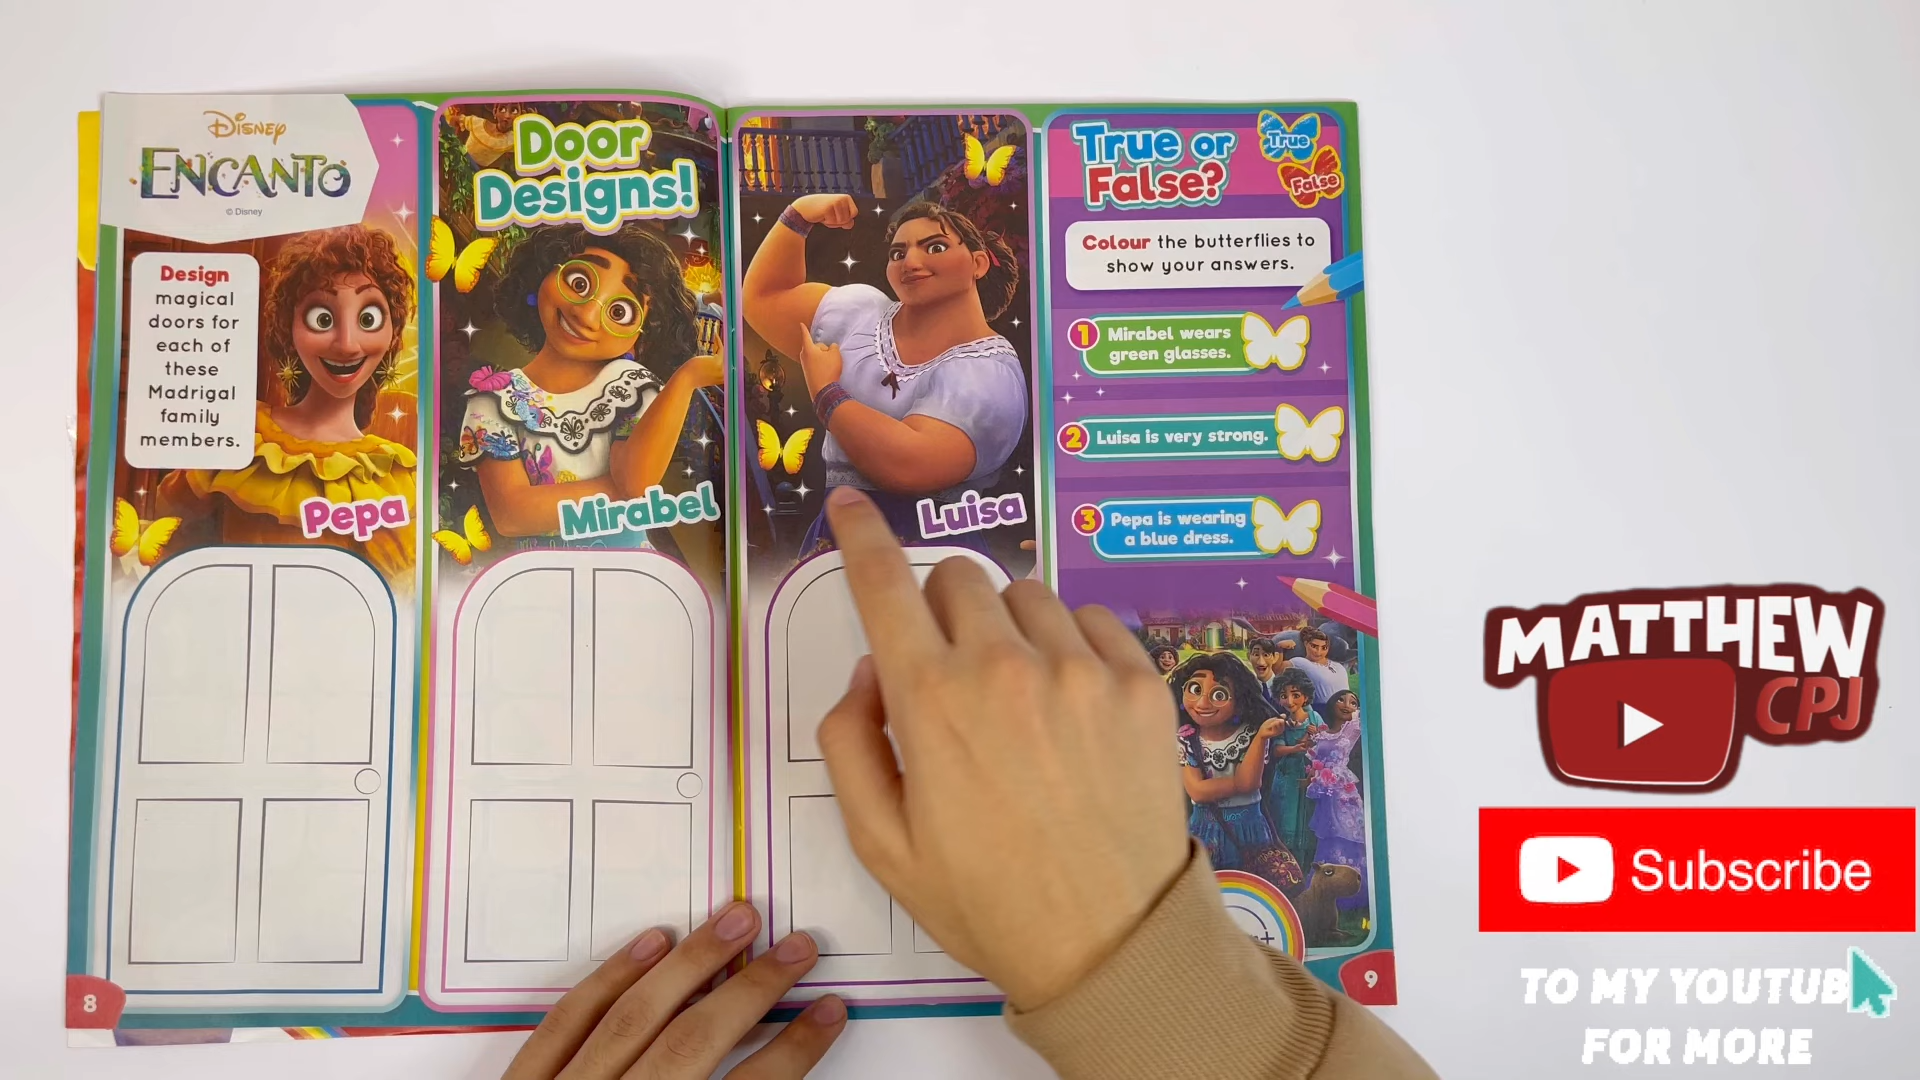 Disney
ENCANTO
© Disney
Design
magical
doors for
each of
these
Madrigal
family
members.
Pepa
Door
Designs!
Mirabel
Luisa
True or
False?
True
False
Colour the butterflies to
show your answers.
1 Mirabel wears
green glasses.
2 Luisa is very strong.
3 Pepa is wearing
a blue dress.
8
9
MATTHEW
CPJ
Subscribe
TO MY YOUTUB
FOR MORE